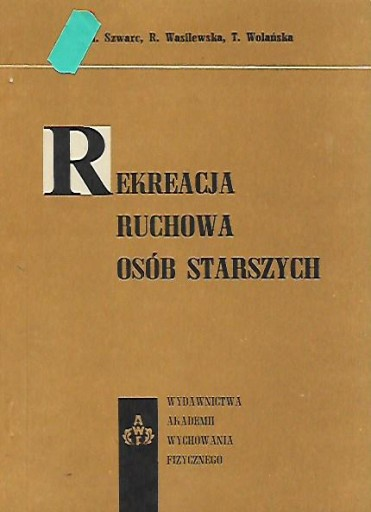 . Szwarc, R. Wasilewska, T. Wolańska
REKREACJA
RUCHOWA
OSÓB STARSZYCH
WYDAWNICTWA
AKADEMII
WYCHOWANIA
FIZYCZNEGO
AWF